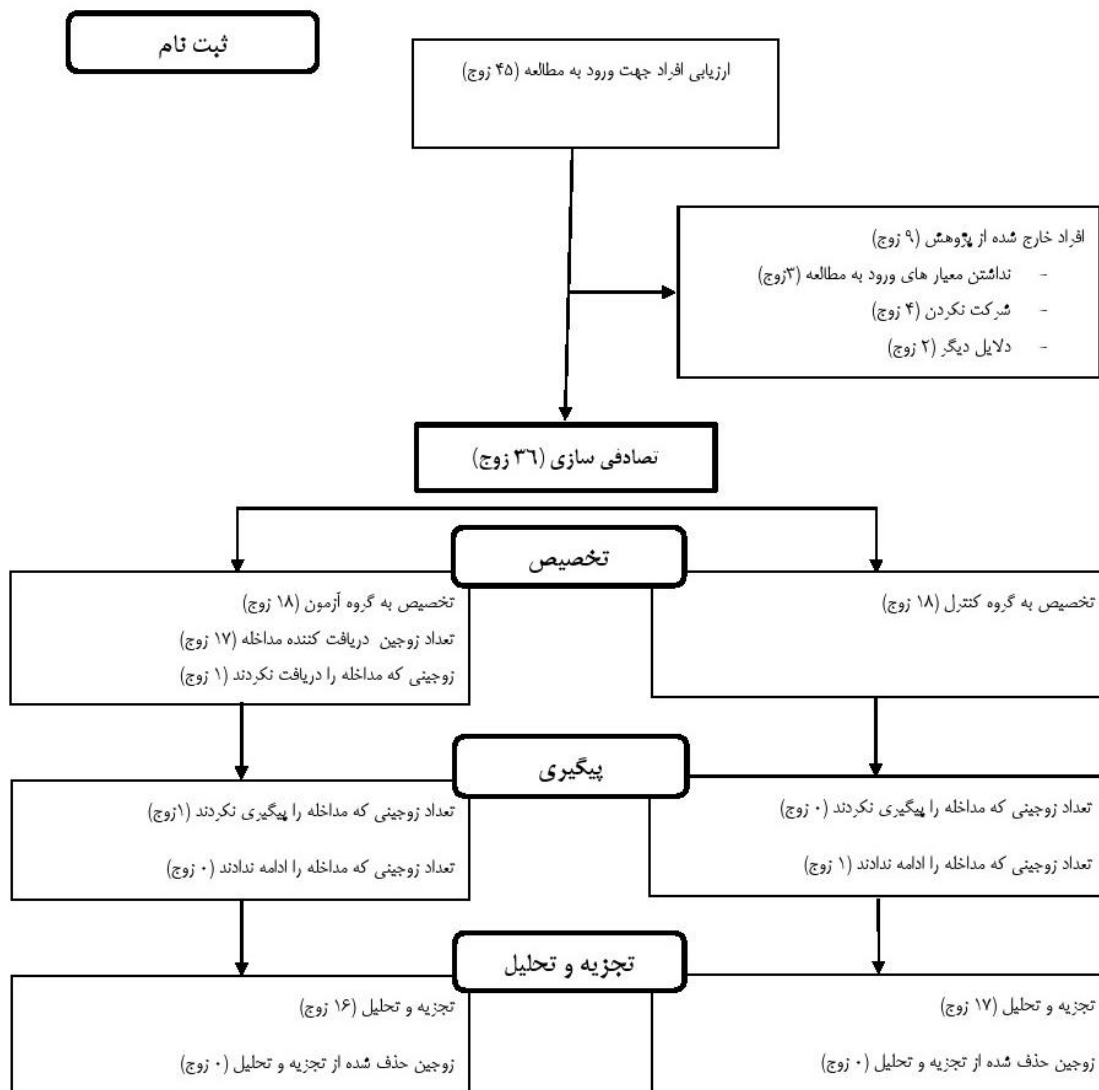 ثبت نام
ارزیابی افراد جهت ورود به مطالعه (۴۵ زوج)
افراد خارج شده از پژوهش (۹ زوج)
- نداشتن معیار های ورود به مطالعه (۳زوج)
- شرکت نکردن (۴ زوج)
- دلایل دیگر (۲ زوج)
تصادفی سازی (۳۶ زوج)
تخصیص
تخصیص به گروه کنترل (۱۸ زوج)
تخصیص به گروه آزمون (۱۸ زوج)
تعداد زوجین دریافت کننده مداخله (۱۷ زوج)
زوجینی که مداخله را دریافت نکردند (۱ زوج)
پیگیری
تعداد زوجینی که مداخله را پیگیری نکردند (۰ زوج)
تعداد زوجینی که مداخله را ادامه ندادند (۱ زوج)
تعداد زوجینی که مداخله را پیگیری نکردند (۱زوج)
تعداد زوجینی که مداخله را ادامه ندادند (۰ زوج)
تجزیه و تحلیل
تجزیه و تحلیل (۱۷ زوج)
زوجین حذف شده از تجزیه و تحلیل (۰ زوج)
تجزیه و تحلیل (۱۶ زوج)
زوجین حذف شده از تجزیه و تحلیل (۰ زوج)